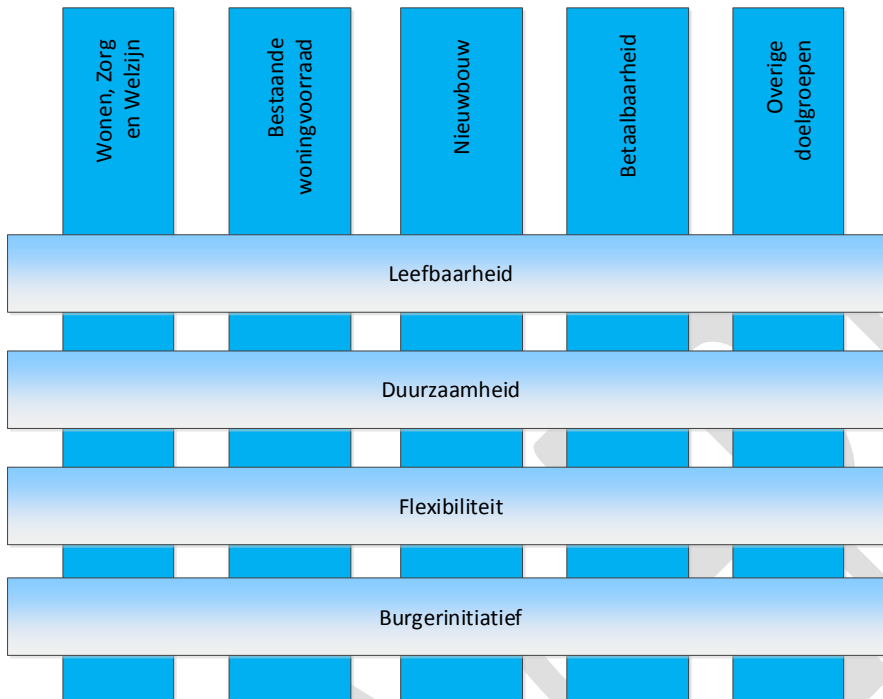 Wonen, Zorg
en Welzijn
Bestaande
woningvoorraad
Nieuwbouw
Betaalbaarheid
Overige
doelgroepen
Leefbaarheid
Duurzaamheid
Flexibiliteit
Burgerinitiatief